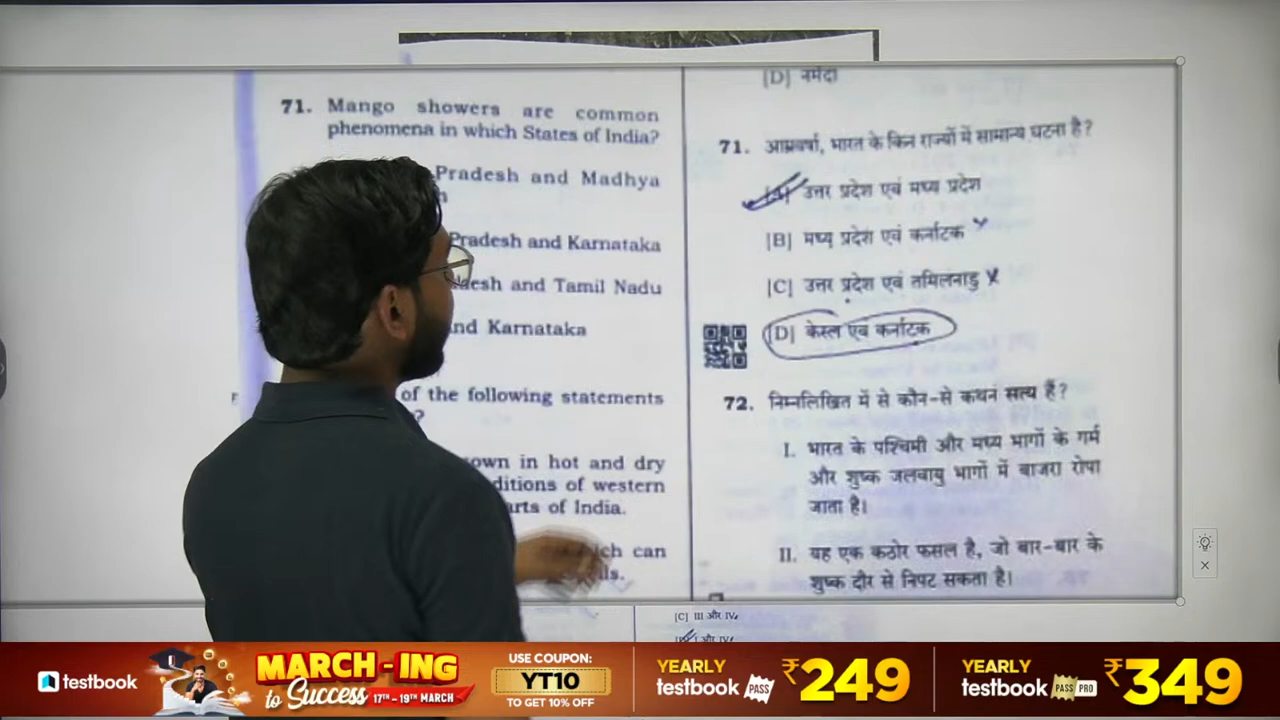 [D] नर्मदा
71. Mango showers are common
phenomena in which States of India?
Pradesh and Madhya
Pradesh and Karnataka
and Tamil Nadu
and Karnataka
of the following statements
?
in hot and dry
of western
of India.
can
71. आम्रवर्षा, भारत के किन राज्यों में सामान्य घटना है?
[A] उत्तर प्रदेश एवं मध्य प्रदेश
[B] मध्य प्रदेश एवं कर्नाटक
[C] उत्तर प्रदेश एवं तमिलनाडु
[D] केरल एवं कर्नाटक
72. निम्नलिखित में से कौन-से कथन सत्य हैं?
I. भारत के पश्चिमी और मध्य भागों के गर्म
और शुष्क जलवायु भागों में बाजरा रोपा
जाता है।
II. यह एक कठोर फसल है, जो बार-बार के
शुष्क दौर से निपट सकता है।
[C] III और IV
I और IV
testbook
MARCH-ING
to Success 17TH - 19TH MARCH
USE COUPON:
YT10
TO GET 10% OFF
YEARLY
testbook PASS
₹249
YEARLY
testbook PASS PRO
₹349